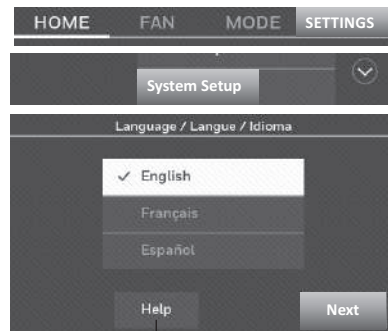 HOME FAN MODE SETTINGS
System Setup
Language / Langue / Idioma
✓ English
Français
Español
Help Next